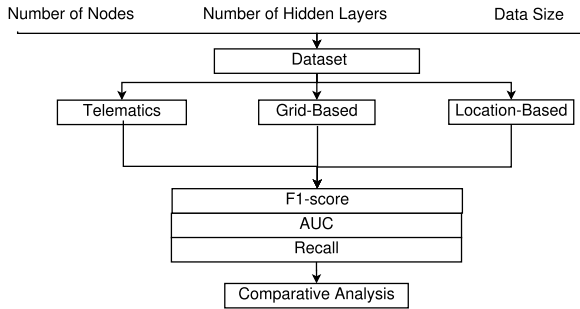 Number of Nodes Number of Hidden Layers Data Size
Dataset
Telematics Grid-Based Location-Based
F1-score
AUC
Recall
Comparative Analysis